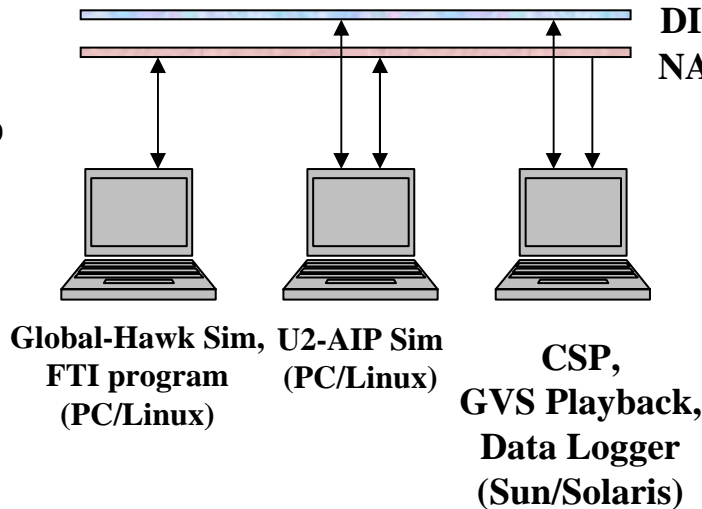 DI
NA
Global-Hawk Sim,
FTI program
(PC/Linux)
U2-AIP Sim
(PC/Linux)
CSP,
GVS Playback,
Data Logger
(Sun/Solaris)